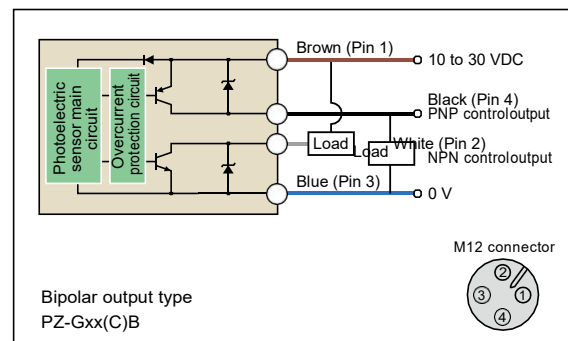 Brown (Pin 1)
10 to 30 VDC
Photoelectric
sensor main
circuit
Overcurrent
protection circuit
Black (Pin 4)
PNP controloutput
White (Pin 2)
Load
Load
NPN controloutput
Blue (Pin 3)
0 V
M12 connector
2
3
1
4
Bipolar output type
PZ-Gxx(C)B